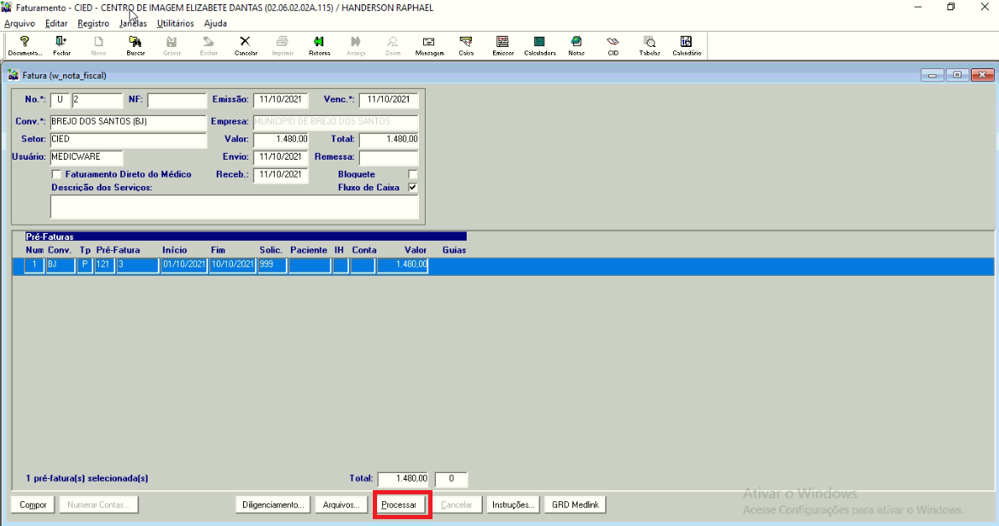 Faturamento - CIED - CENTRO DE IMAGEM ELIZABETE DANTAS (02.06.02.02A.115) / HANDERSON RAPHAEL
Arquivo Editar Registro Janelas Utilitários Ajuda
Documento... Fechar Novo Buscar Gravar Excluir Cancelar Imprimir Retorna Avança Zoom Mensagem Caixa Emissor Calculadora Notas CID Tabelas Calendário
Fatura (w_nota_fiscal)
No.*: U 2 NF: Emissão: 11/10/2021 Venc.*: 11/10/2021
Conv.*: BREJO DOS SANTOS (BJ) Empresa: MUNICIPIO DE BREJO DOS SANTOS
Setor: CIED Valor: 1.480,00 Total: 1.480,00
Usuário: MEDICWARE Envio: 11/10/2021 Remessa:
Faturamento Direto do Médico Receb.: 11/10/2021 Bloquete
Descrição dos Serviços: Fluxo de Caixa
Pré-Faturas
Num Conv. Tp Pré-Fatura Início Fim Solic. Paciente IH Conta Valor Guias
1 BJ P 121 3 01/10/2021 10/10/2021 999 1.480,00
1 pré-fatura(s) selecionada(s) Total: 1.480,00 0
Compor Numerar Contas... Diligenciamento... Arquivos... Processar Cancelar Instruções... GRD Medlink
Ativar o Windows
Acesse Configurações para ativar o Windows.